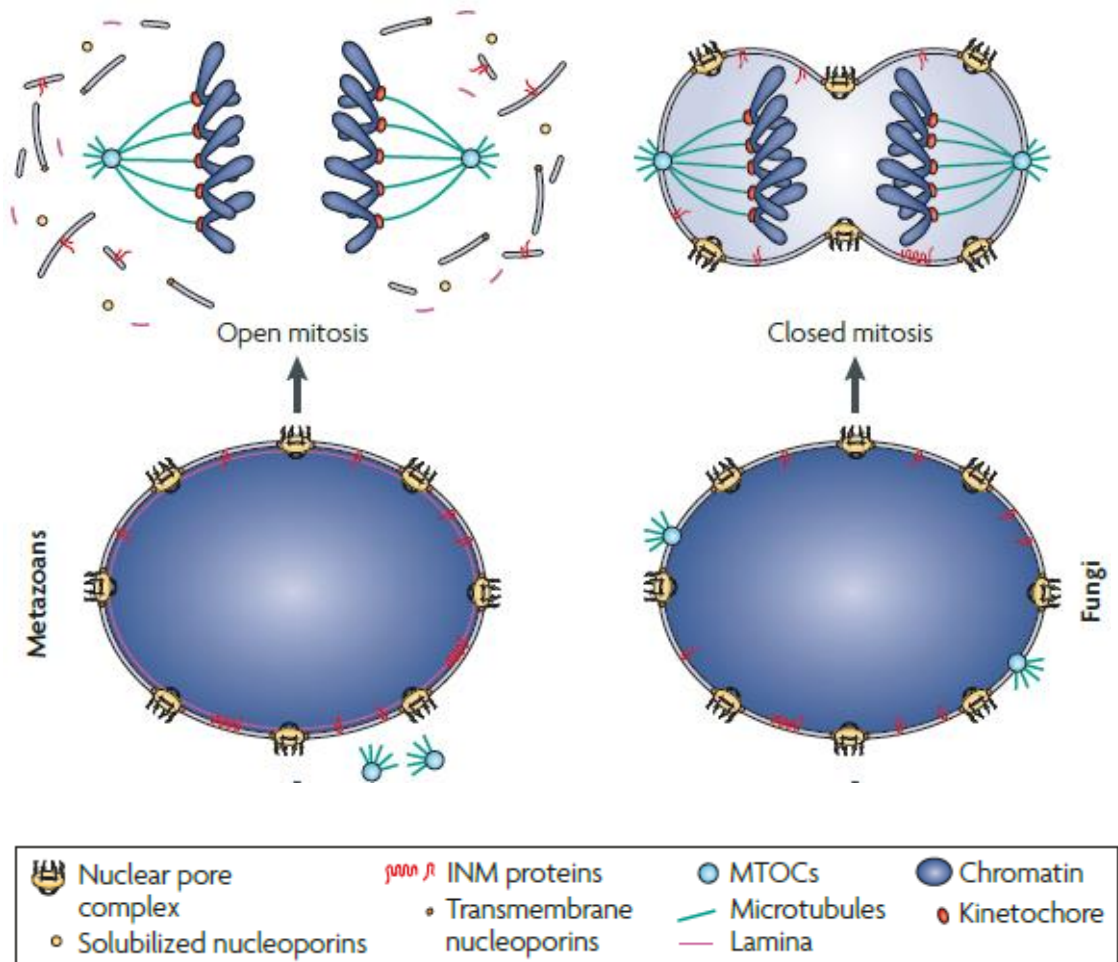 Open mitosis
Closed mitosis
Metazoans
Fungi
Nuclear pore
complex
Solubilized nucleoporins
INM proteins
Transmembrane
nucleoporins
MTOCs
Microtubules
Lamina
Chromatin
Kinetochore